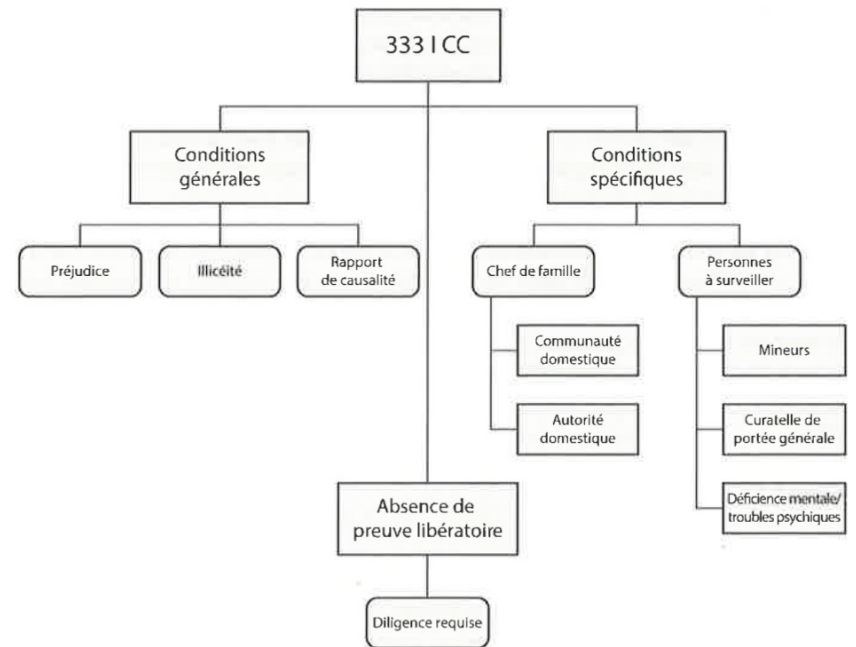 333 I CC
Conditions
générales
Conditions
spécifiques
Préjudice
Illicéité
Rapport
de causalité
Chef de famille
Personnes
à surveiller
Communauté
domestique
Mineurs
Autorité
domestique
Curatelle de
portée générale
Absence de
preuve libératoire
Déficience mentale/
troubles psychiques
Diligence requise